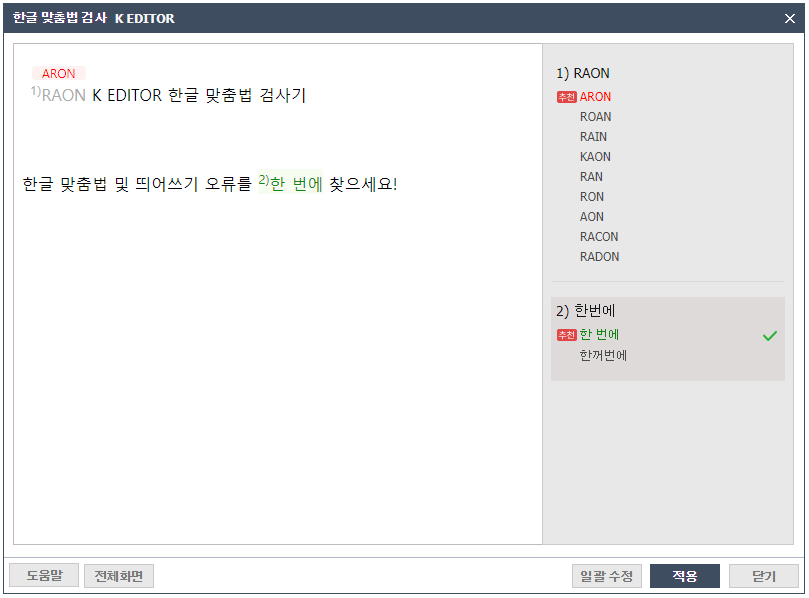 한글 맞춤법 검사 K EDITOR
ARON
1)RAON K EDITOR 한글 맞춤법 검사기
한글 맞춤법 및 띄어쓰기 오류를 2)한 번에 찾으세요!
1) RAON
추천 ARON
ROAN
RAIN
KAON
RAN
RON
AON
RACON
RADON
2) 한번에
추천 한 번에
한꺼번에
도움말
전체화면
일괄 수정
적용
닫기